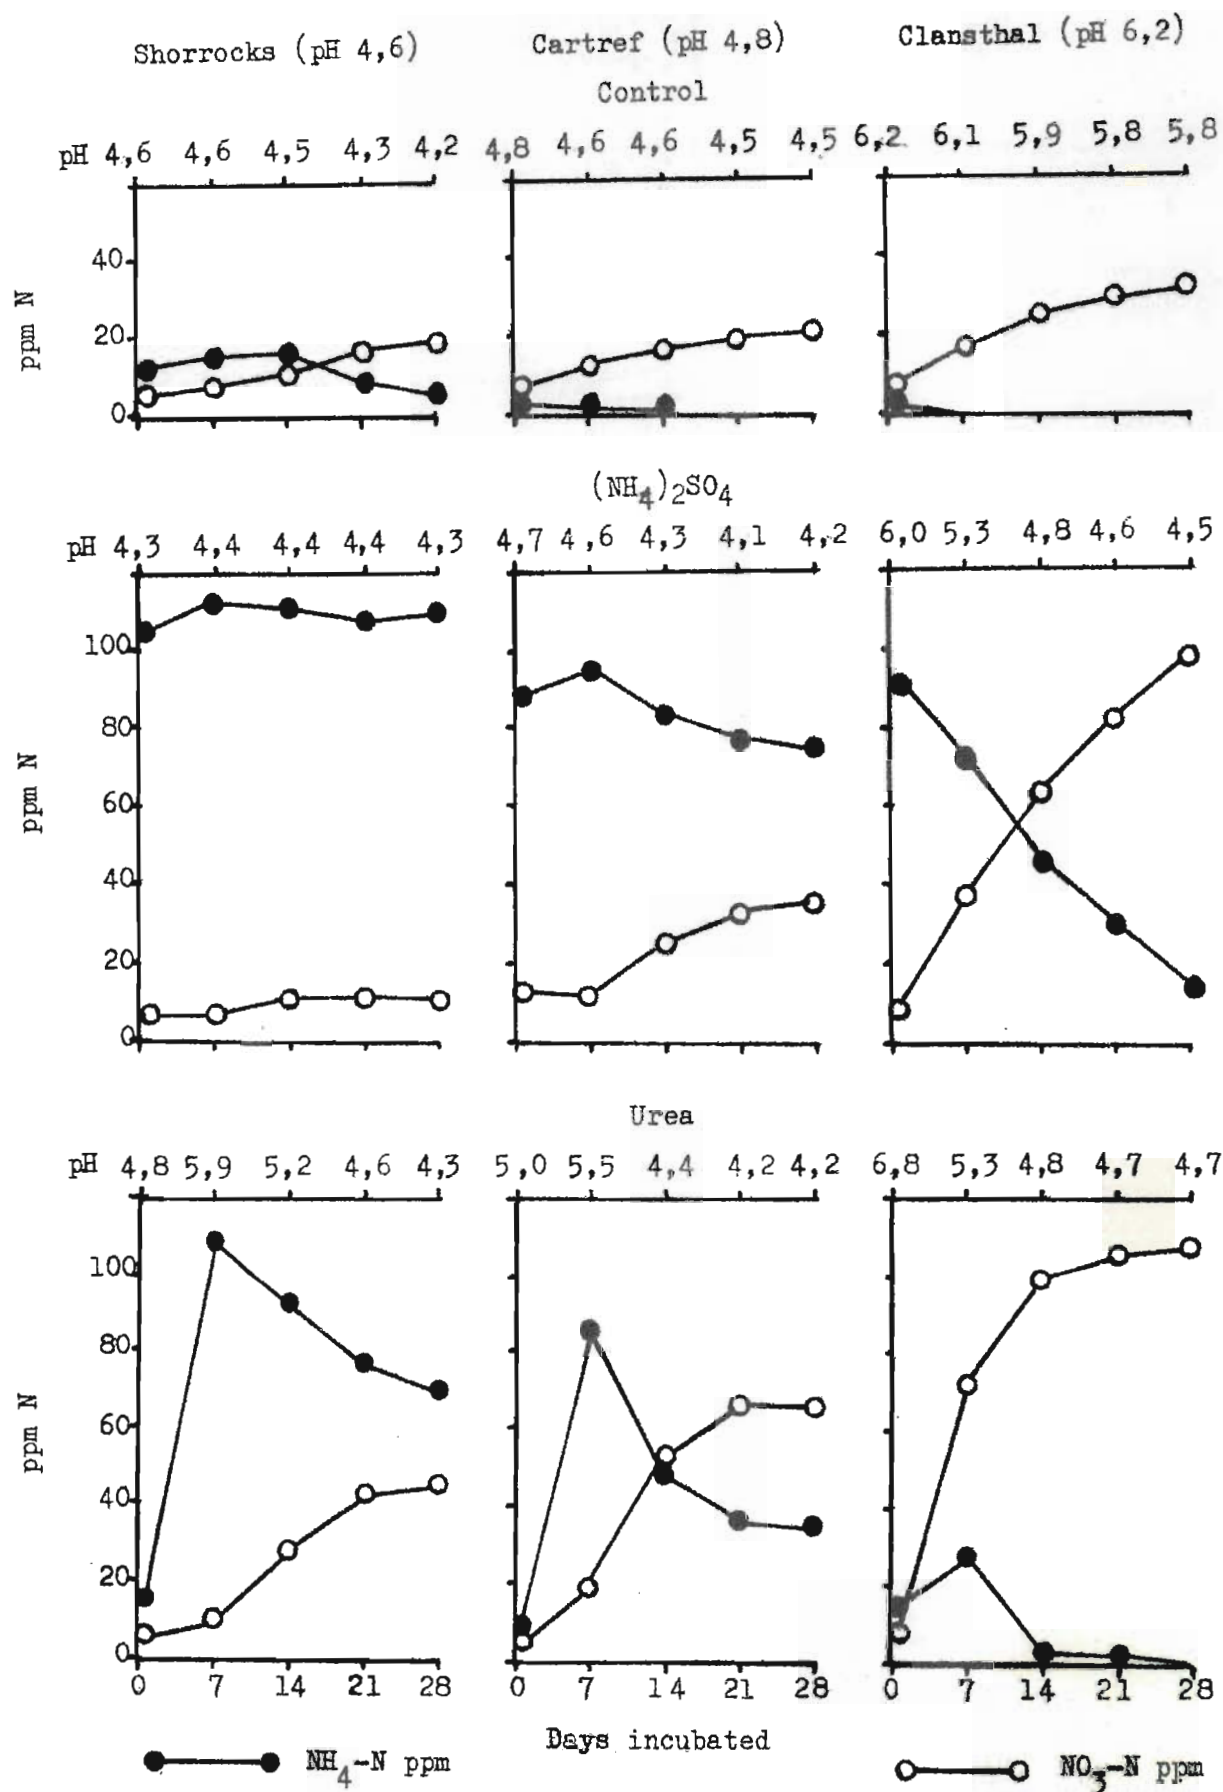 Shorrocks (pH 4,6) Cartref (pH 4,8) Clansthal (pH 6,2)
Control
pH 4,6 4,6 4,5 4,3 4,2 4,8 4,6 4,6 4,5 4,5 6,2 6,1 5,9 5,8 5,8
40
20
0
ppm N
(NH4)2SO4
pH 4,3 4,4 4,4 4,4 4,3 4,7 4,6 4,3 4,1 4,2 6,0 5,3 4,8 4,6 4,5
100
80
60
40
20
0
ppm N
Urea
pH 4,8 5,9 5,2 4,6 4,3 5,0 5,5 4,4 4,2 4,2 6,8 5,3 4,8 4,7 4,7
100
80
60
40
20
0
ppm N
0 7 14 21 28 0 7 14 21 28 0 7 14 21 28
Days incubated
NH4-N ppm NO3-N ppm